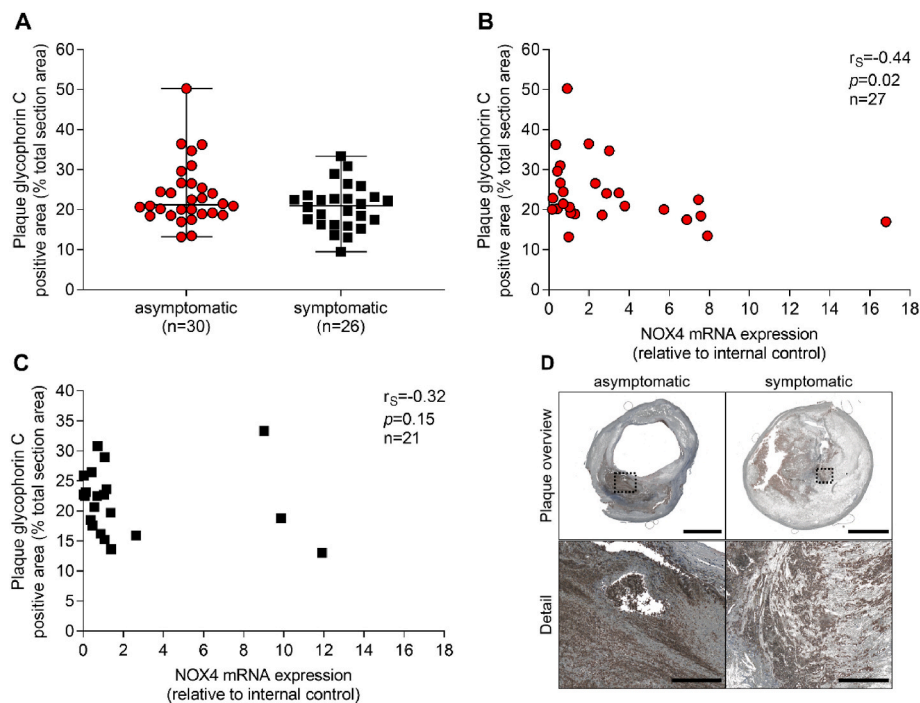 A
Plaque glycophorin C
positive area (% total section area)
60
50
40
30
20
10
0
asymptomatic
(n=30)
symptomatic
(n=26)
B
Plaque glycophorin C
positive area (% total section area)
60
50
40
30
20
10
0
rS=-0.44
p=0.02
n=27
0 2 4 6 8 10 12 14 16 18
NOX4 mRNA expression
(relative to internal control)
C
Plaque glycophorin C
positive area (% total section area)
40
35
30
25
20
15
10
5
0
rS=-0.32
p=0.15
n=21
0 2 4 6 8 10 12 14 16 18
NOX4 mRNA expression
(relative to internal control)
D
asymptomatic symptomatic
Plaque overview
Detail